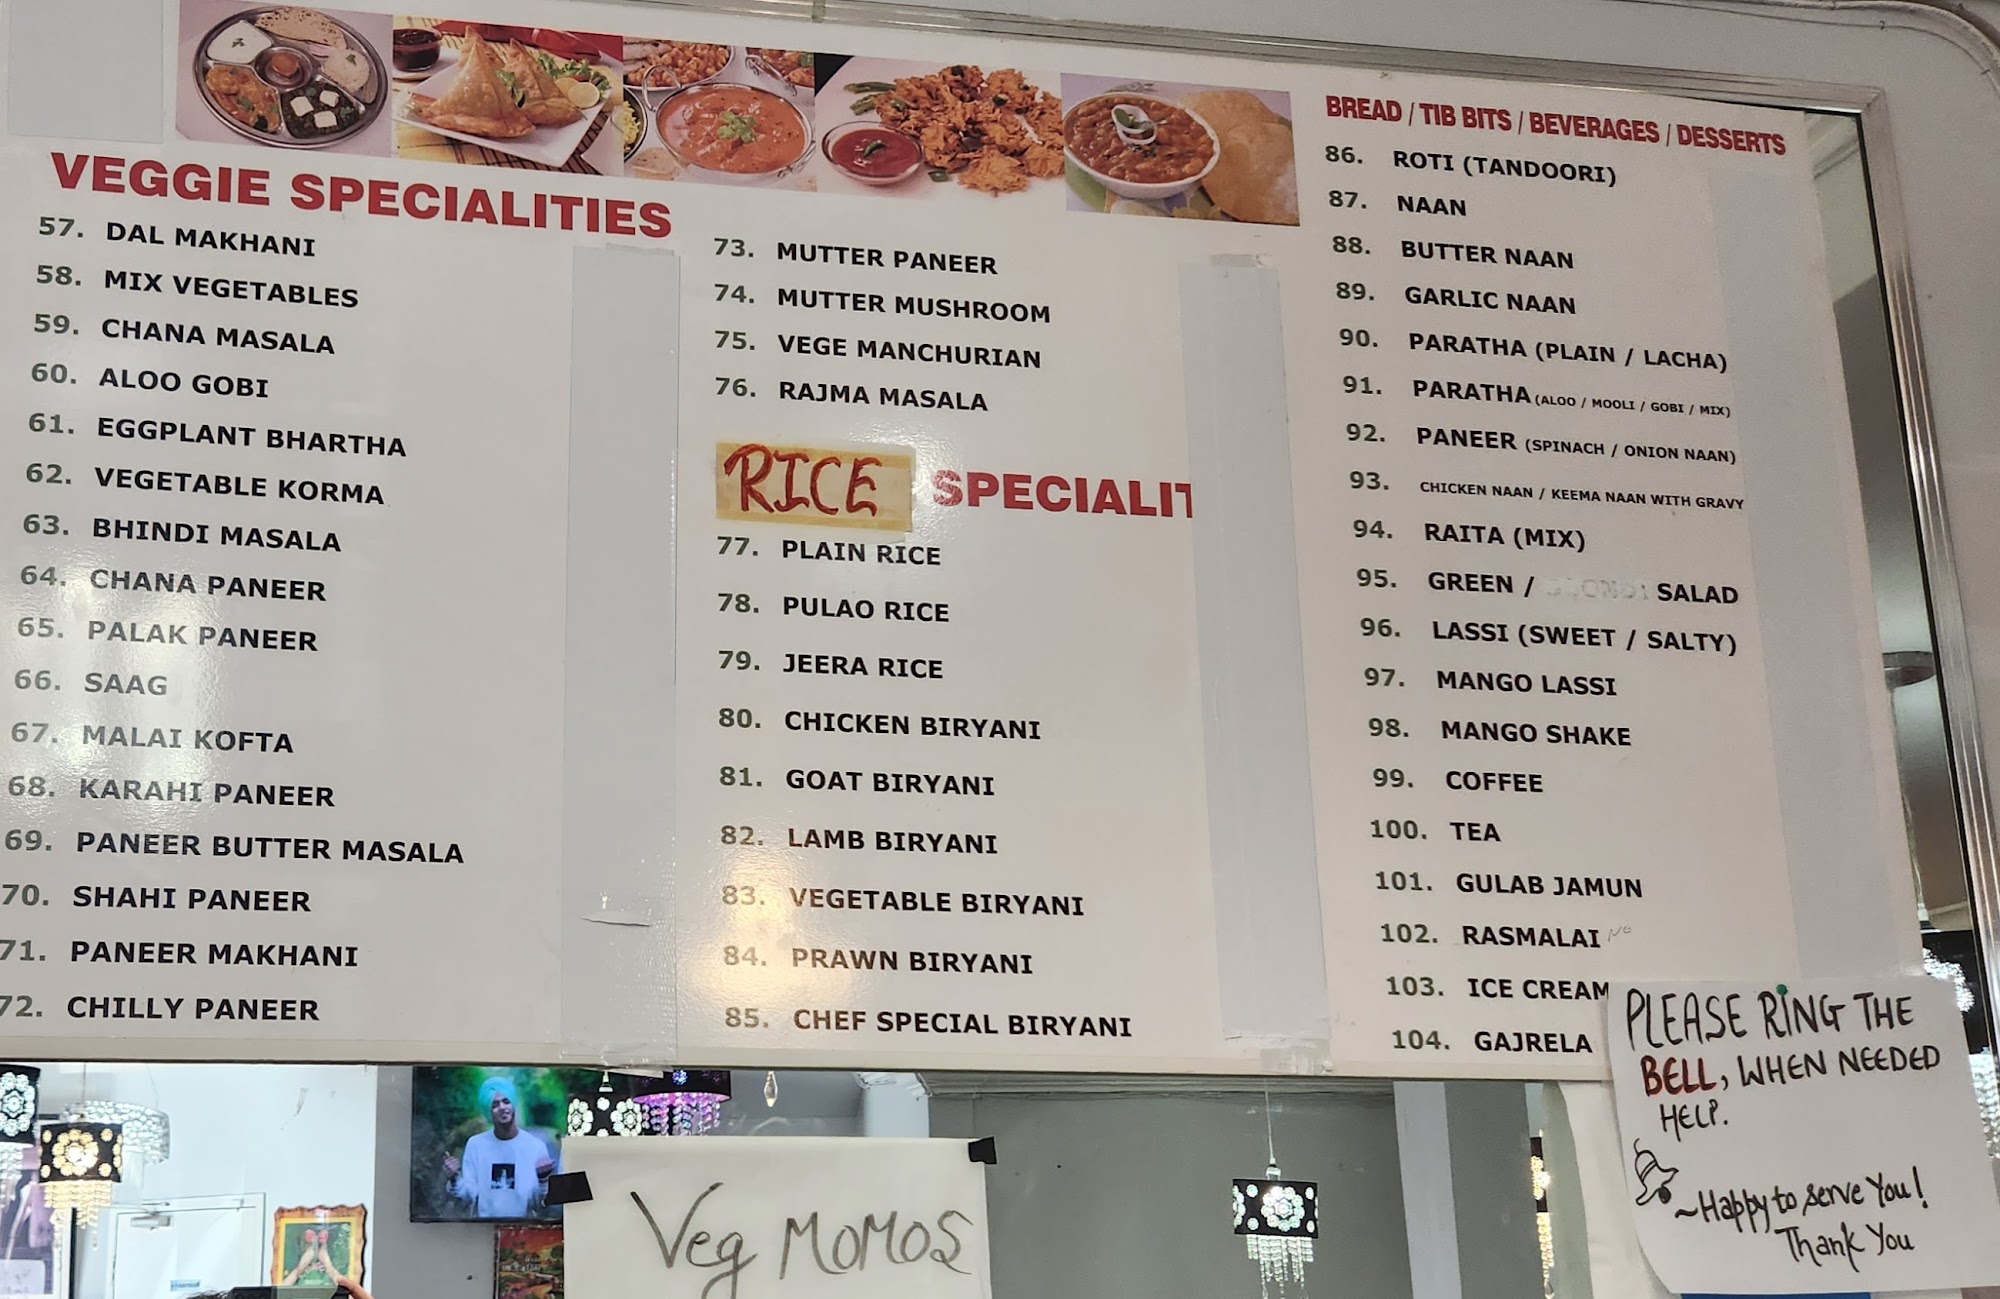 VEGGIE SPECIALITIES
57. DAL MAKHANI
58. MIX VEGETABLES
59. CHANA MASALA
60. ALOO GOBI
61. EGGPLANT BHARTHA
62. VEGETABLE KORMA
63. BHINDI MASALA
64. CHANA PANEER
65. PALAK PANEER
66. SAAG
67. MALAI KOFTA
68. KARAHI PANEER
69. PANEER BUTTER MASALA
70. SHAHI PANEER
71. PANEER MAKHANI
72. CHILLY PANEER
73. MUTTER PANEER
74. MUTTER MUSHROOM
75. VEGE MANCHURIAN
76. RAJMA MASALA
RICE SPECIALIT
77. PLAIN RICE
78. PULAO RICE
79. JEERA RICE
80. CHICKEN BIRYANI
81. GOAT BIRYANI
82. LAMB BIRYANI
83. VEGETABLE BIRYANI
84. PRAWN BIRYANI
85. CHEF SPECIAL BIRYANI
BREAD / TIB BITS / BEVERAGES / DESSERTS
86. ROTI (TANDOORI)
87. NAAN
88. BUTTER NAAN
89. GARLIC NAAN
90. PARATHA (PLAIN / LACHA)
91. PARATHA (ALOO / MOOLI / GOBI / MIX)
92. PANEER (SPINACH / ONION NAAN)
93. CHICKEN NAAN / KEEMA NAAN WITH GRAVY
94. RAITA (MIX)
95. GREEN / SALAD
96. LASSI (SWEET / SALTY)
97. MANGO LASSI
98. MANGO SHAKE
99. COFFEE
100. TEA
101. GULAB JAMUN
102. RASMALAI NO
103. ICE CREAM
104. GAJRELA
PLEASE RING THE
BELL, WHEN NEEDED
HELP.
~Happy to serve You!
Thank You
Veg MOMOS